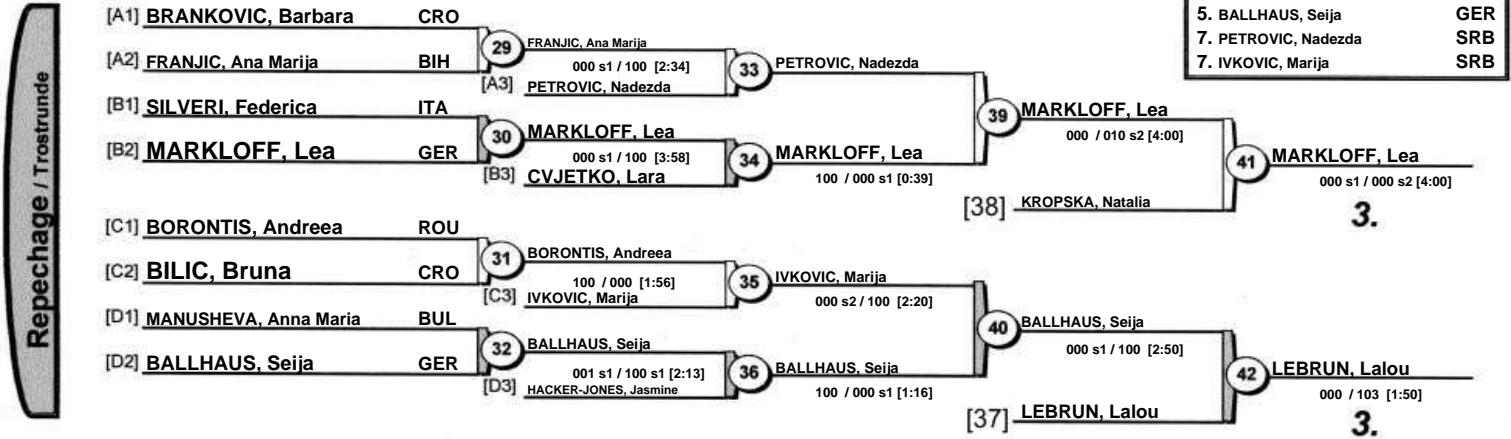 Repechage / Trostrunde
[A1] BRANKOVIC, Barbara CRO
[A2] FRANJIC, Ana Marija BIH
[B1] SILVERI, Federica ITA
[B2] MARKLOFF, Lea GER
[C1] BORONTIS, Andreea ROU
[C2] BILIC, Bruna CRO
[D1] MANUSHEVA, Anna Maria BUL
[D2] BALLHAUS, Seija GER
29
FRANJIC, Ana Marija
000 s1 / 100 [2:34]
[A3] PETROVIC, Nadezda
30
MARKLOFF, Lea
000 s1 / 100 [3:58]
[B3] CVJETKO, Lara
31
BORONTIS, Andreea
100 / 000 [1:56]
[C3] IVKOVIC, Marija
32
BALLHAUS, Seija
001 s1 / 100 s1 [2:13]
[D3] HACKER-JONES, Jasmine
33
PETROVIC, Nadezda
34
MARKLOFF, Lea
100 / 000 s1 [0:39]
35
IVKOVIC, Marija
000 s2 / 100 [2:20]
36
BALLHAUS, Seija
100 / 000 s1 [1:16]
39
MARKLOFF, Lea
000 / 010 s2 [4:00]
[38] KROPSKA, Natalia
40
BALLHAUS, Seija
000 s1 / 100 [2:50]
[37] LEBRUN, Lalou
41
MARKLOFF, Lea
000 s1 / 000 s2 [4:00]
3.
42
LEBRUN, Lalou
000 / 103 [1:50]
3.
5. BALLHAUS, Seija GER
7. PETROVIC, Nadezda SRB
7. IVKOVIC, Marija SRB